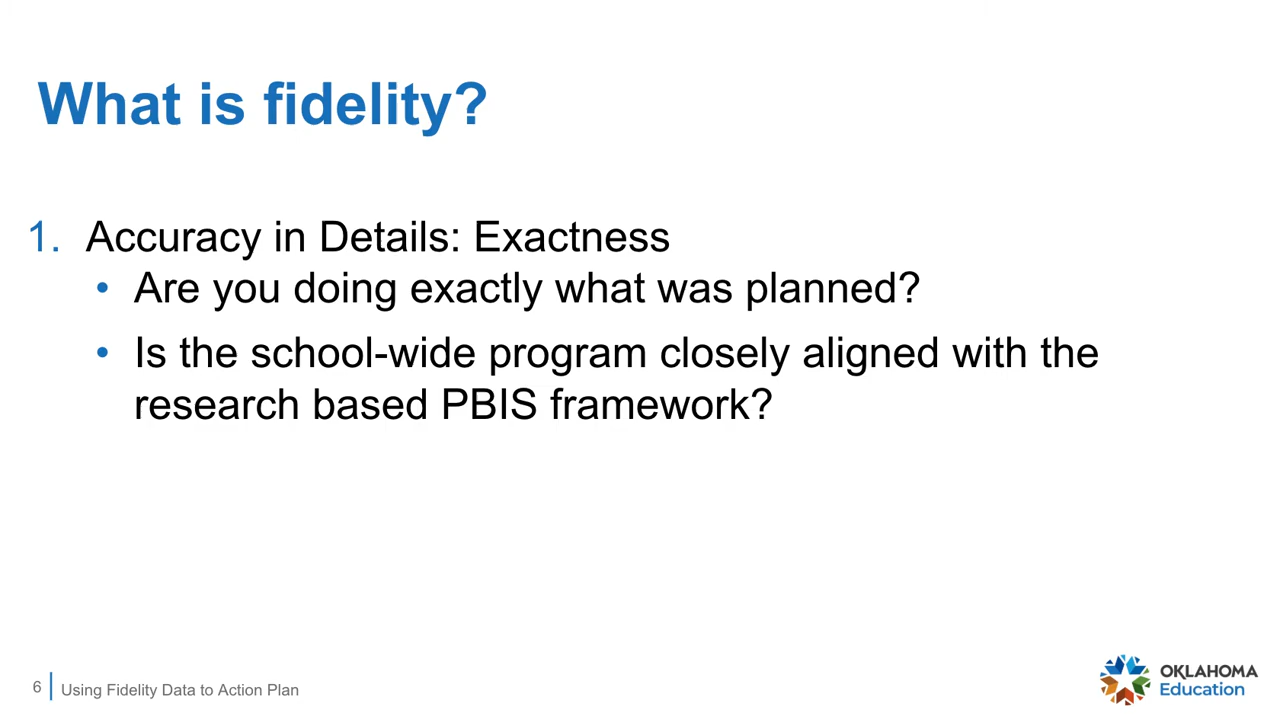 What is fidelity?
1. Accuracy in Details: Exactness
• Are you doing exactly what was planned?
• Is the school-wide program closely aligned with the
research based PBIS framework?
6 Using Fidelity Data to Action Plan
OKLAHOMA
Education